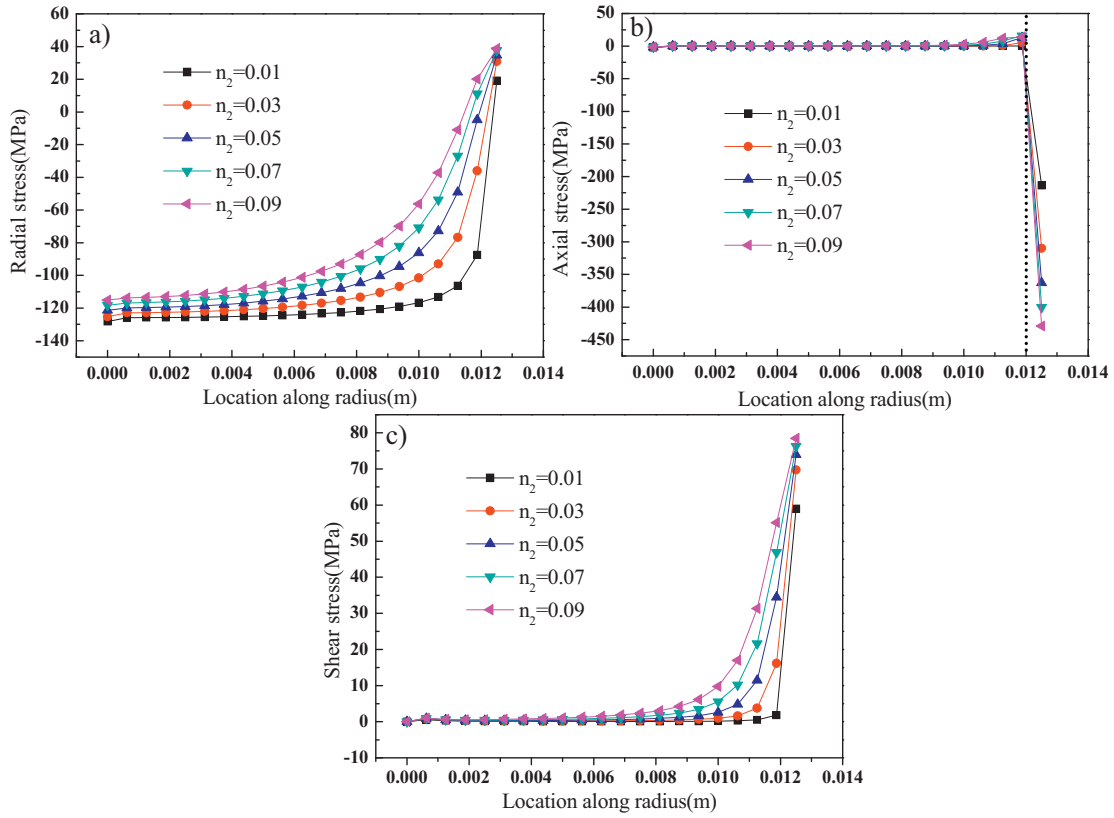 a)
Radial stress(MPa)
60
40
20
0
-20
-40
-60
-80
-100
-120
-140
n2=0.01
n2=0.03
n2=0.05
n2=0.07
n2=0.09
0.000 0.002 0.004 0.006 0.008 0.010 0.012 0.014
Location along radius(m)
b)
Axial stress(MPa)
50
0
-50
-100
-150
-200
-250
-300
-350
-400
-450
n2=0.01
n2=0.03
n2=0.05
n2=0.07
n2=0.09
0.000 0.002 0.004 0.006 0.008 0.010 0.012 0.014
Location along radius(m)
c)
Shear stress(MPa)
80
70
60
50
40
30
20
10
0
-10
n2=0.01
n2=0.03
n2=0.05
n2=0.07
n2=0.09
0.000 0.002 0.004 0.006 0.008 0.010 0.012 0.014
Location along radius(m)